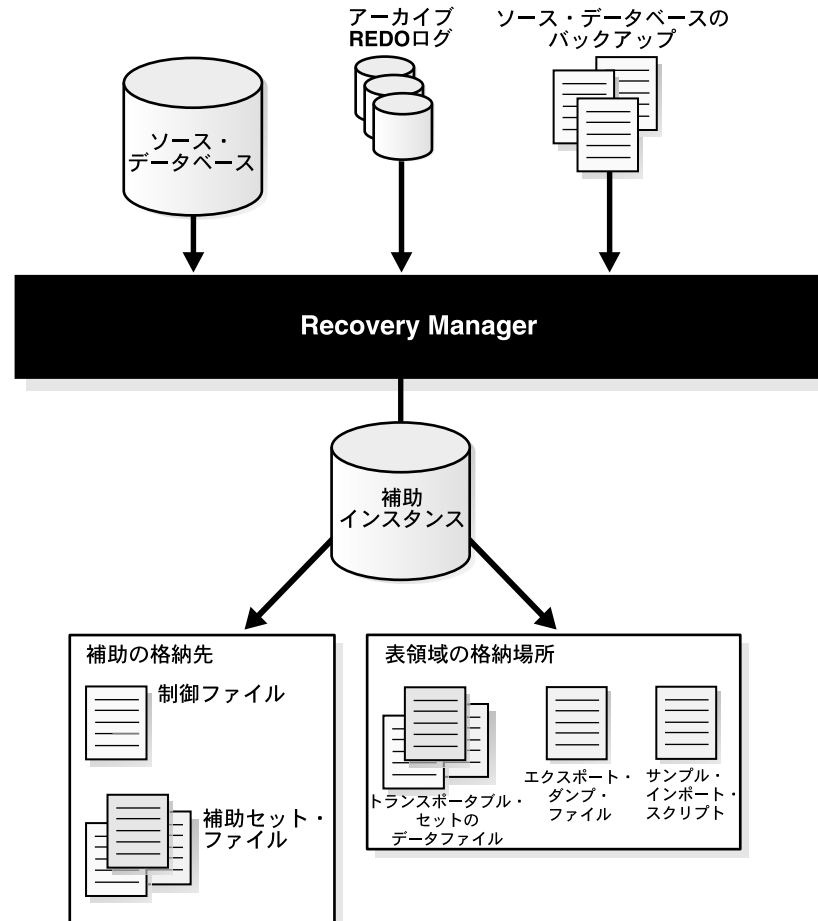 アーカイブ
REDOログ
ソース・データベースの
バックアップ
ソース・
データベース
Recovery Manager
補助
インスタンス
補助の格納先
制御ファイル
補助セット・
ファイル
表領域の格納場所
トランスポータブル・
セットの
データファイル
エクスポート・
ダンプ・
ファイル
サンプル・
インポート・
スクリプト